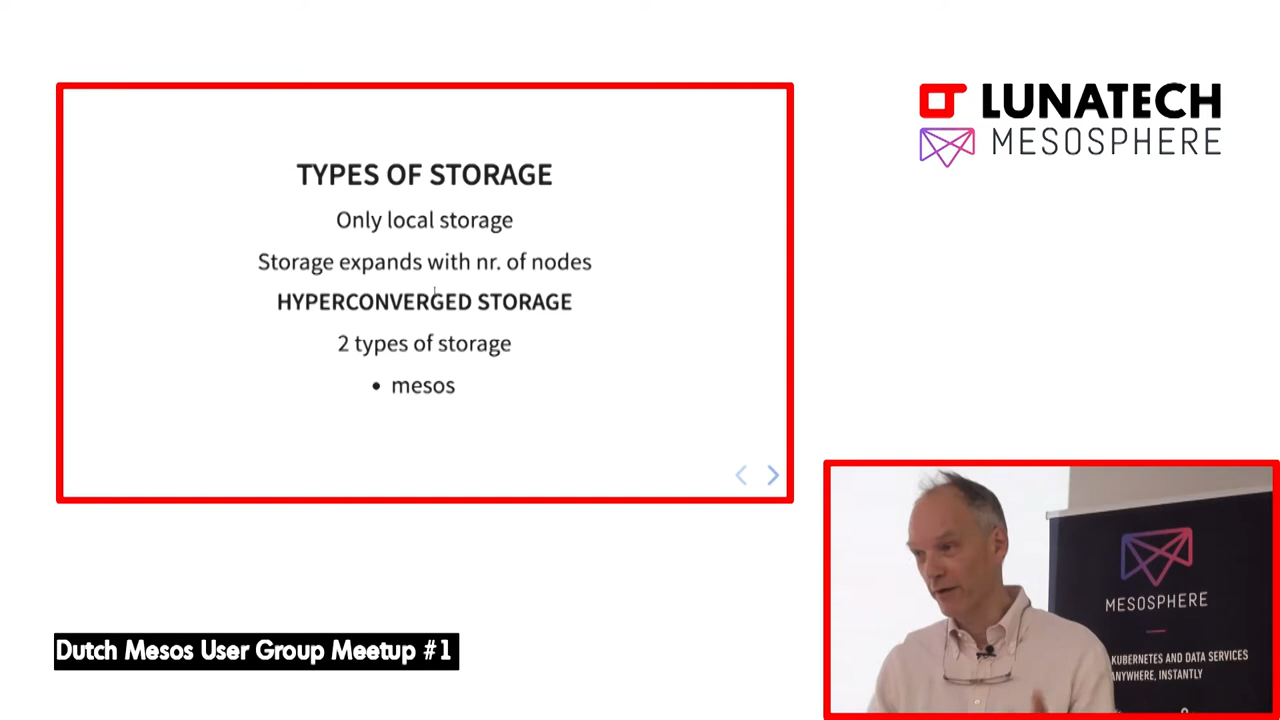 LUNATECH
MESOSPHERE
TYPES OF STORAGE
Only local storage
Storage expands with nr. of nodes
HYPERCONVERGED STORAGE
2 types of storage
• mesos
MESOSPHERE
KUBERNETES AND DATA SERVICES
ANYWHERE, INSTANTLY
Dutch Mesos User Group Meetup #1